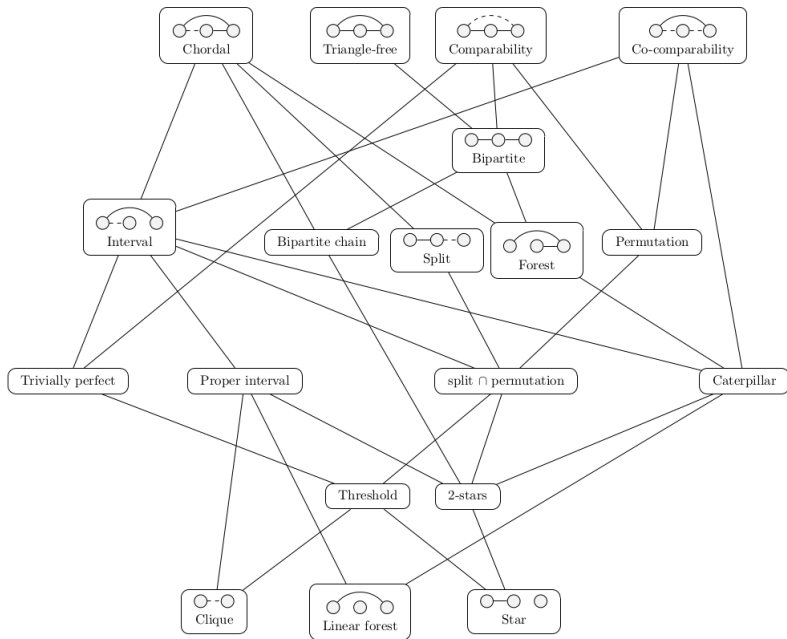 Chordal
Triangle-free
Comparability
Co-comparability
Bipartite
Interval
Bipartite chain
Split
Forest
Permutation
Trivially perfect
Proper interval
split ∩ permutation
Caterpillar
Threshold
2-stars
Clique
Linear forest
Star